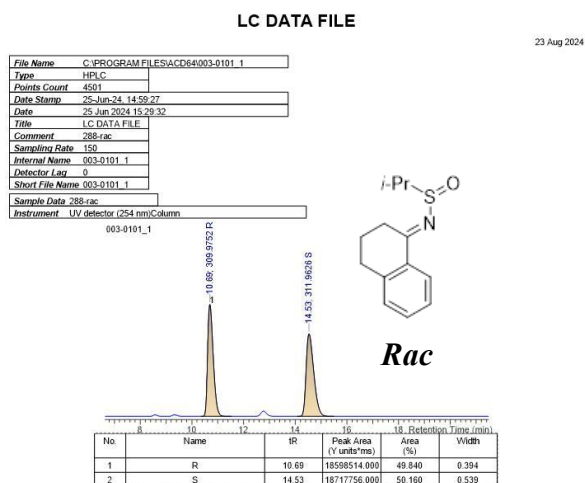 LC DATA FILE
23 Aug 2024
File Name C:\PROGRAM FILES\ACD64\003-0101_1
Type HPLC
Points Count 4501
Date Stamp 25-Jun-24, 14:59:27
Date 25 Jun 2024 15:29:32
Title LC DATA FILE
Comment 288-rac
Sampling Rate 150
Internal Name 003-0101_1
Detector Lag 0
Short File Name 003-0101_1
Sample Data 288-rac
Instrument UV detector (254 nm)Column
003-0101_1
10.69; 309.9752 R
1
14.53; 311.9626 S
i-Pr
S
O
N
Rac
8 10 12 14 16 18 20
Retention Time (min)
No. Name tR Peak Area (Y units*ms) Area (%) Width
1 R 10.69 18598514.000 49.840 0.394
2 S 14.53 18717756.000 50.160 0.539